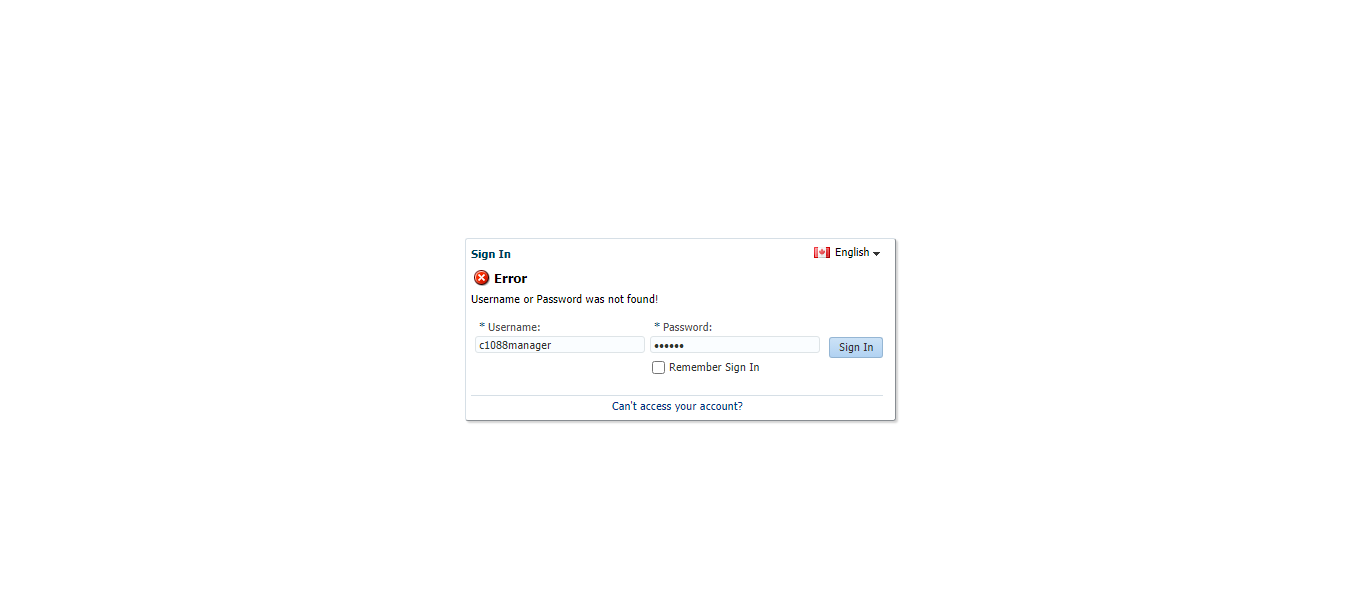 Sign In
English
Error
Username or Password was not found!
* Username: * Password:
c1088manager •••••• Sign In
Remember Sign In
Can't access your account?